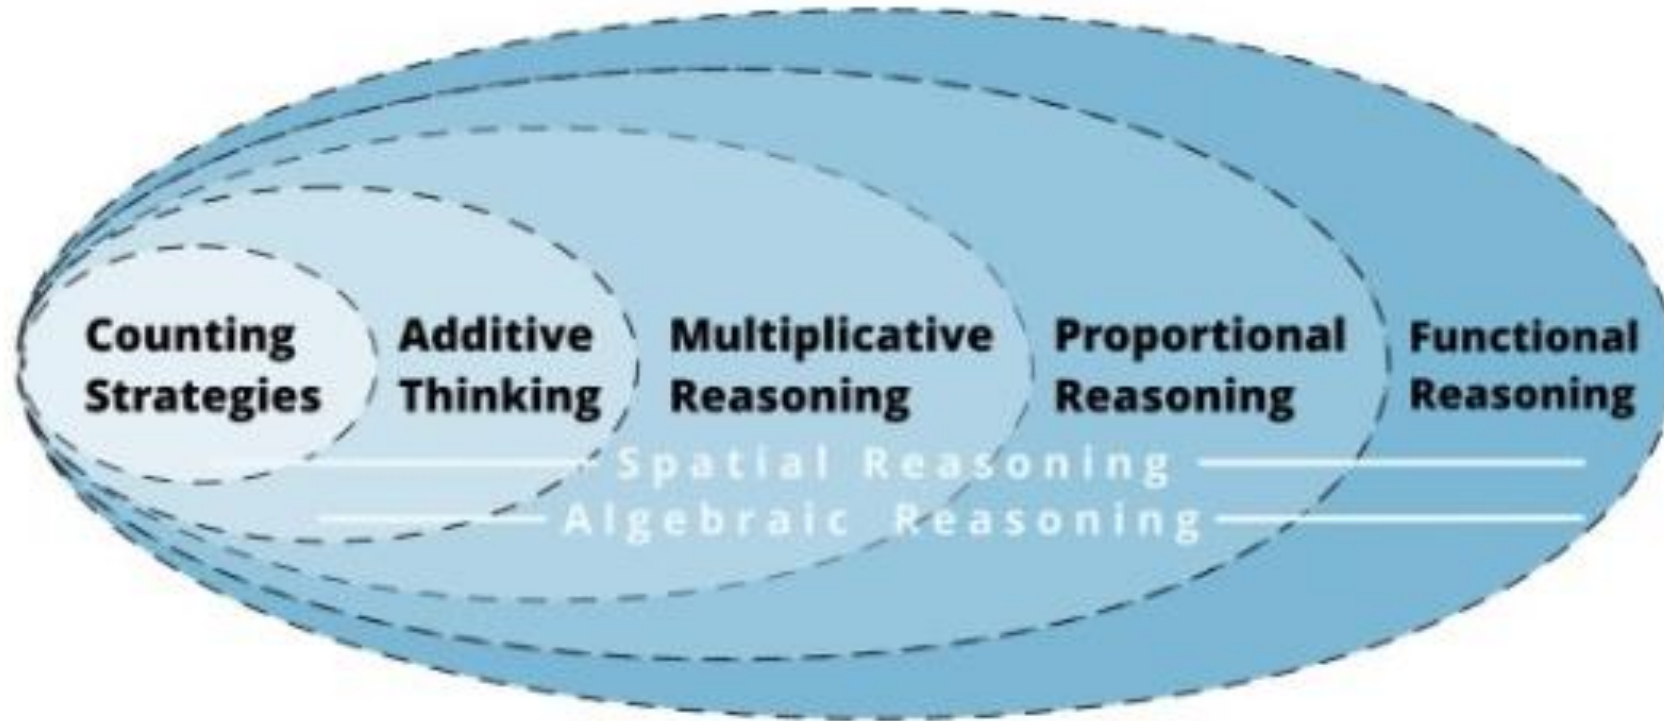 Counting
Strategies
Additive
Thinking
Multiplicative
Reasoning
Proportional
Reasoning
Functional
Reasoning
Spatial Reasoning
Algebraic Reasoning